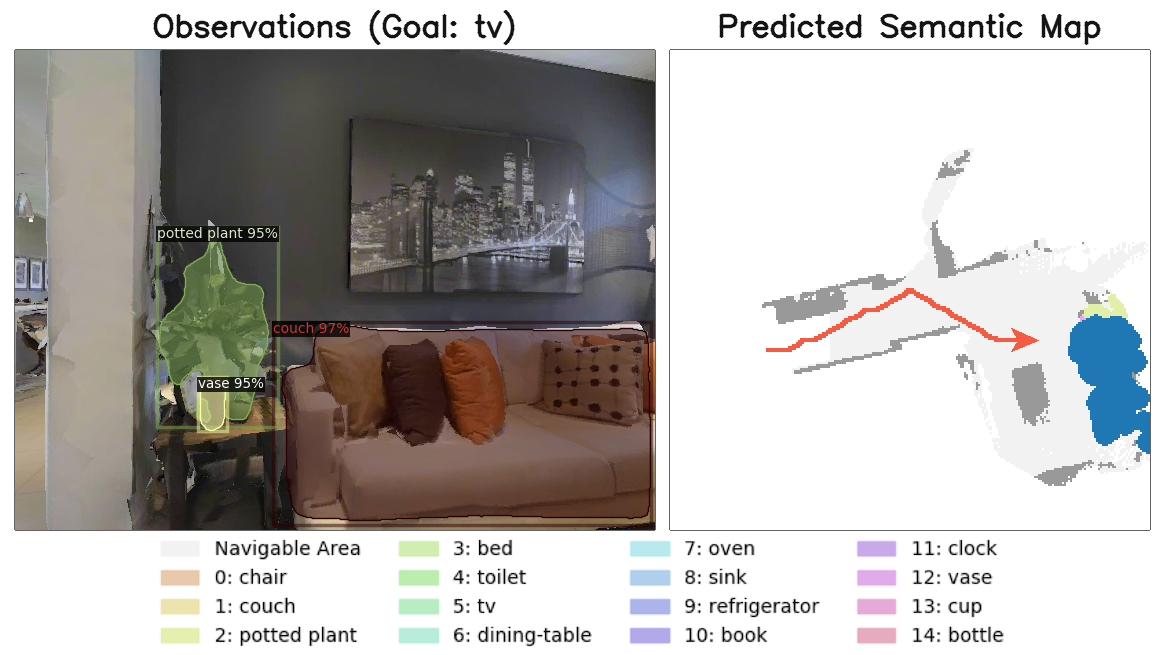 Observations (Goal: tv)
Predicted Semantic Map
potted plant 95%
couch 97%
vase 95%
Navigable Area
0: chair
1: couch
2: potted plant
3: bed
4: toilet
5: tv
6: dining-table
7: oven
8: sink
9: refrigerator
10: book
11: clock
12: vase
13: cup
14: bottle